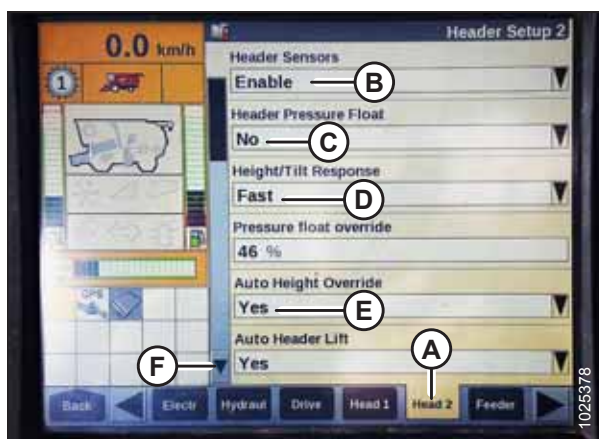 0.0 km/h
Header Setup 2
1
Header Sensors
Enable
B
Header Pressure Float
No
C
Height/Tilt Response
Fast
D
Pressure float override
46 %
Auto Height Override
Yes
E
Auto Header Lift
Yes
F
A
GPS
Back
Electr
Hydraul
Drive
Head 1
Head 2
Feeder
1025378